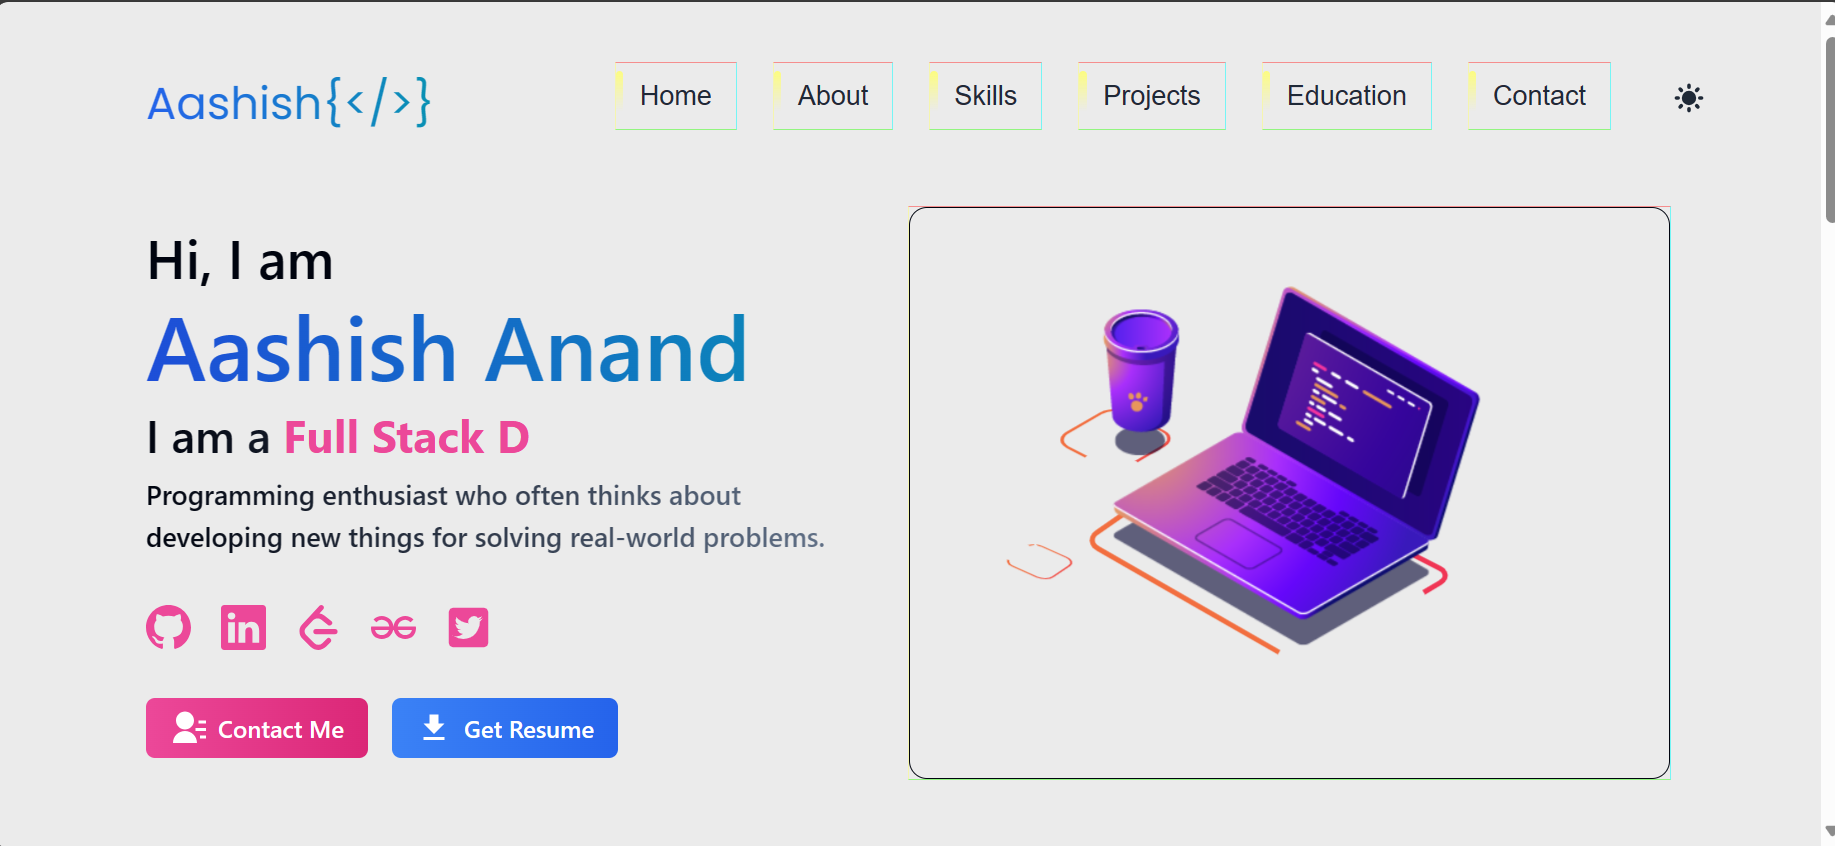 Aashish{</>}
Home
About
Skills
Projects
Education
Contact
Hi, I am
Aashish Anand
I am a Full Stack D
Programming enthusiast who often thinks about
developing new things for solving real-world problems.
Contact Me
Get Resume